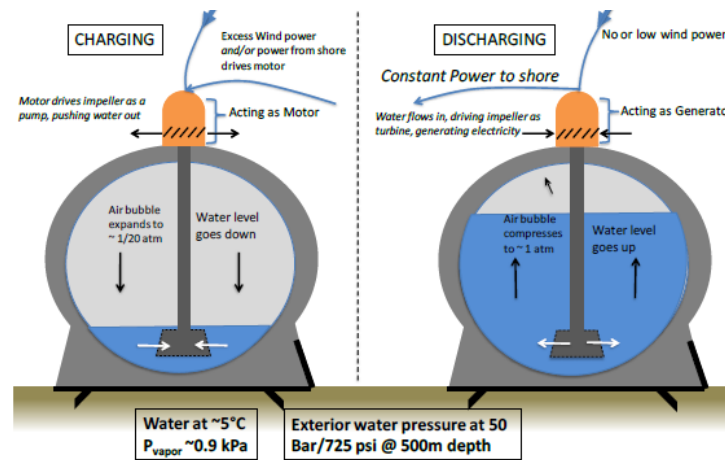 CHARGING
Excess Wind power
and/or power from shore
drives motor
Motor drives impeller as a
pump, pushing water out
Acting as Motor
Air bubble
expands to
~ 1/20 atm
Water level
goes down
DISCHARGING
No or low wind power
Constant Power to shore
Water flows in, driving impeller as
turbine, generating electricity
Acting as Generator
Air bubble
compresses
to ~ 1 atm
Water level
goes up
Water at ~5°C
Pvapor ~0.9 kPa
Exterior water pressure at 50
Bar/725 psi @ 500m depth